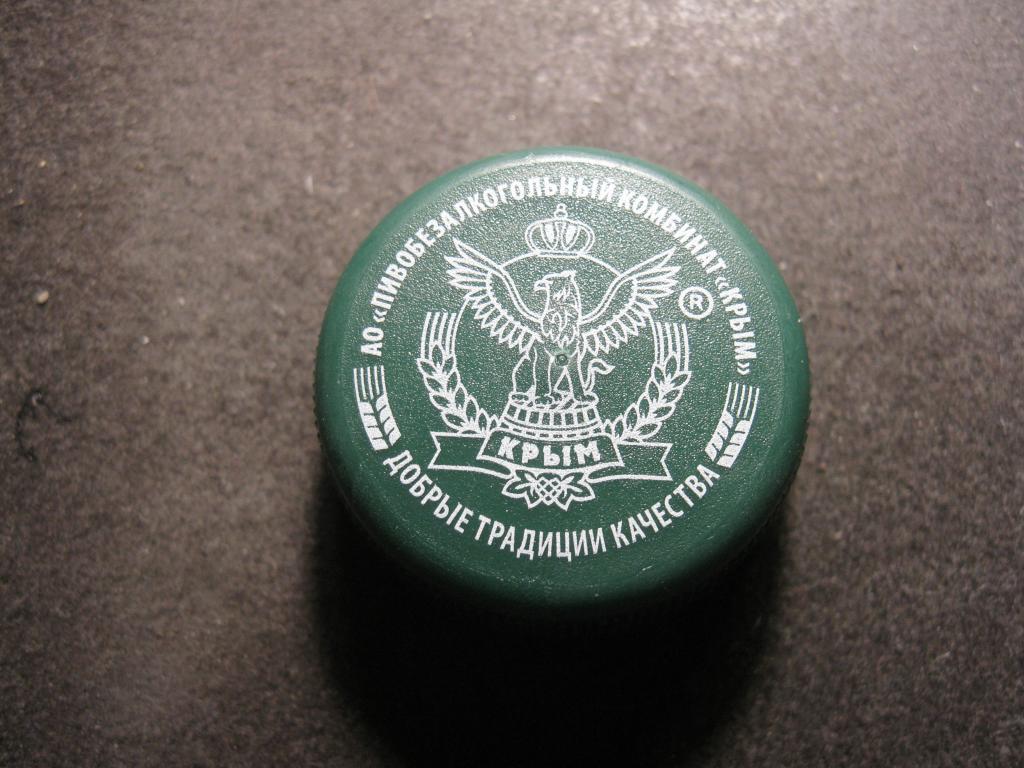 АО «ПИВОБЕЗАЛКОГОЛЬНЫЙ КОМБИНАТ «КРЫМ»
®
КРЫМ
ДОБРЫЕ ТРАДИЦИИ КАЧЕСТВА